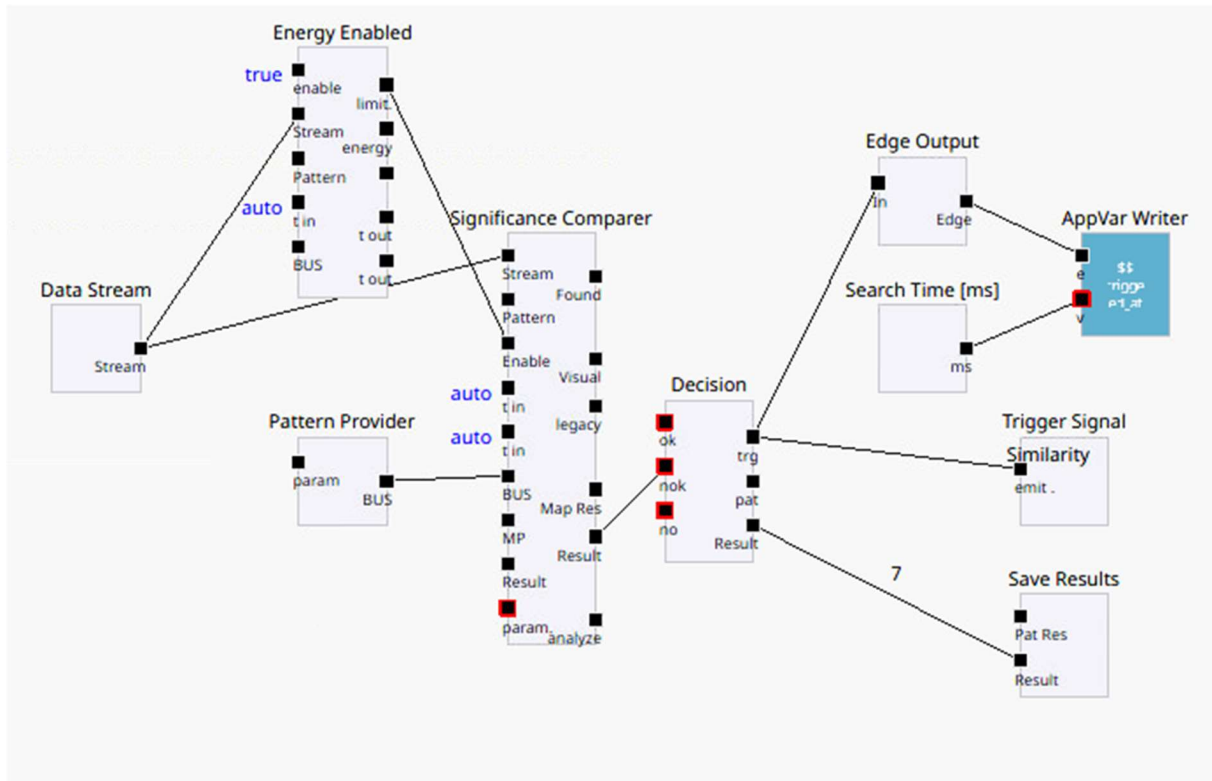 Energy Enabled
true
enable
limit.
Stream
energy
Pattern
auto
t in
t out
BUS
t out
Data Stream
Stream
Significance Comparer
Stream
Found
Pattern
Enable
Visual
auto
t in
legacy
auto
t in
BUS
Map Res
MP
Result
Result
param.
analyze
Pattern Provider
param
BUS
Decision
ok
trg
nok
pat
no
Result
Edge Output
In
Edge
AppVar Writer
e
$$
v
Search Time [ms]
ms
Trigger Signal
Similarity
emit .
7
Save Results
Pat Res
Result